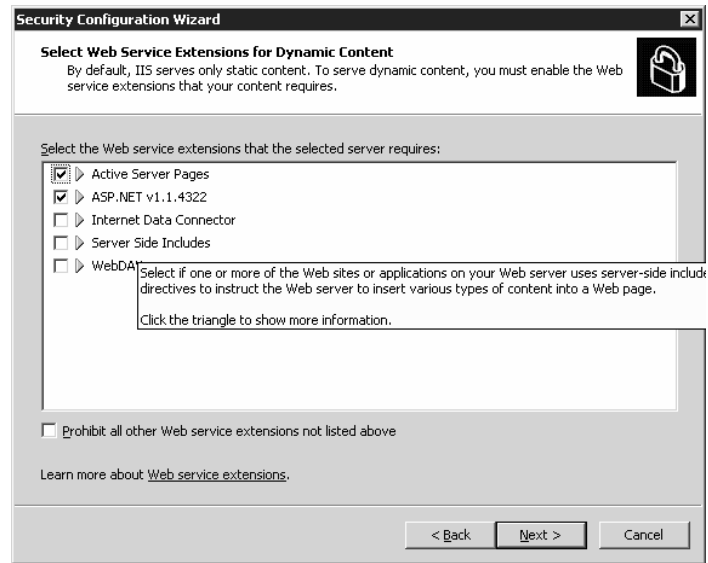 Security Configuration Wizard
Select Web Service Extensions for Dynamic Content
By default, IIS serves only static content. To serve dynamic content, you must enable the Web
service extensions that your content requires.
Select the Web service extensions that the selected server requires:
Active Server Pages
ASP.NET v1.1.4322
Internet Data Connector
Server Side Includes
Select if one or more of the Web sites or applications on your Web server uses server-side include
directives to instruct the Web server to insert various types of content into a Web page.
Click the triangle to show more information.
Prohibit all other Web service extensions not listed above
Learn more about Web service extensions.
< Back
Next >
Cancel